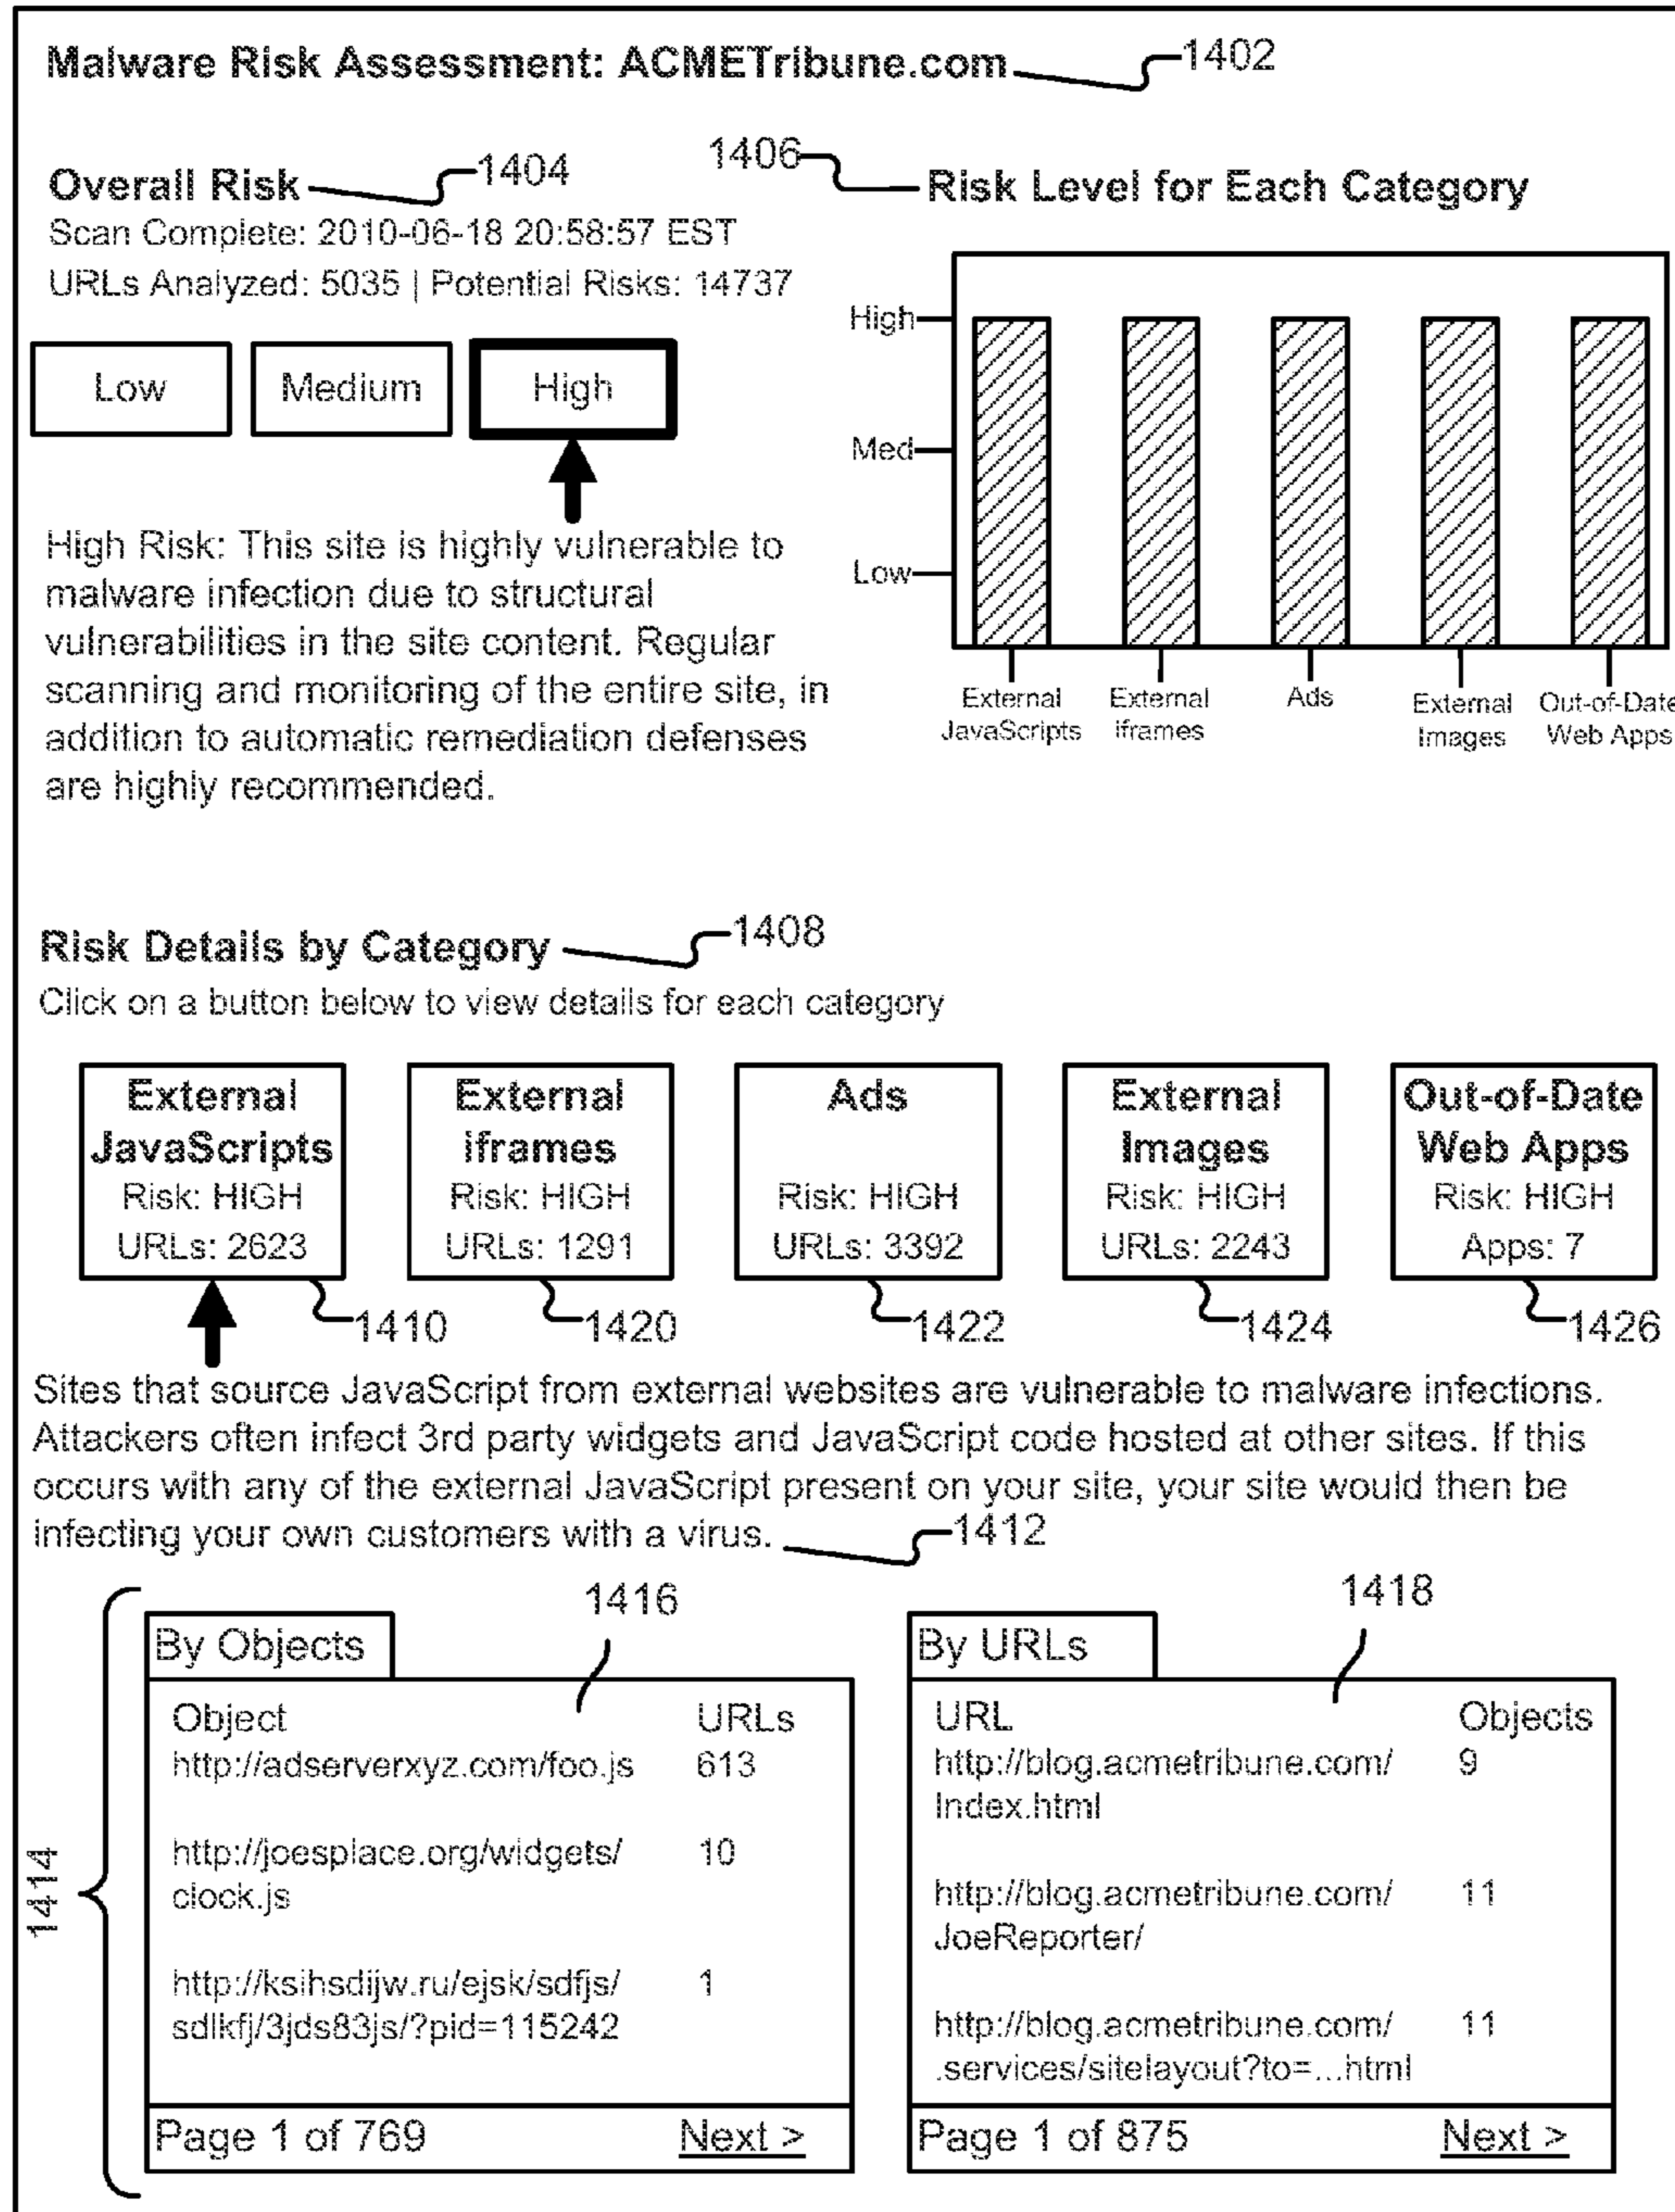 Malware Risk Assessment: ACMETribune.com
1402
Overall Risk
1404
Scan Complete: 2010-06-18 20:58:57 EST
URLs Analyzed: 5035 | Potential Risks: 14737
Low
Medium
High
High Risk: This site is highly vulnerable to
malware infection due to structural
vulnerabilities in the site content. Regular
scanning and monitoring of the entire site, in
addition to automatic remediation defenses
are highly recommended.
1406
Risk Level for Each Category
High
Med
Low
External
JavaScripts
External
iframes
Ads
External
Images
Out-of-Date
Web Apps
Risk Details by Category
1408
Click on a button below to view details for each category
External
JavaScripts
Risk: HIGH
URLs: 2623
1410
External
iframes
Risk: HIGH
URLs: 1291
1420
Ads
Risk: HIGH
URLs: 3392
1422
External
Images
Risk: HIGH
URLs: 2243
1424
Out-of-Date
Web Apps
Risk: HIGH
Apps: 7
1426
Sites that source JavaScript from external websites are vulnerable to malware infections.
Attackers often infect 3rd party widgets and JavaScript code hosted at other sites. If this
occurs with any of the external JavaScript present on your site, your site would then be
infecting your own customers with a virus.
1412
1414
1416
By Objects
Object URLs
http://adserverxyz.com/foo.js 613
http://joesplace.org/widgets/ 10
clock.js
http://ksihsdijw.ru/ejsk/sdfjs/ 1
sdlkfj/3jds83js/?pid=115242
Page 1 of 769 Next >
1418
By URLs
URL Objects
http://blog.acmetribune.com/ 9
Index.html
http://blog.acmetribune.com/ 11
JoeReporter/
http://blog.acmetribune.com/ 11
.services/sitelayout?to=...html
Page 1 of 875 Next >